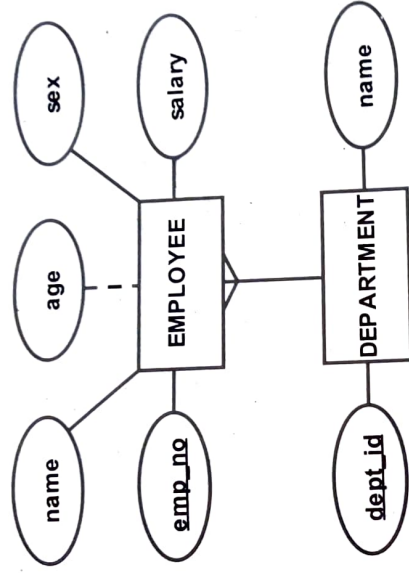 name
age
sex
emp_no
EMPLOYEE
salary
dept_id
DEPARTMENT
name